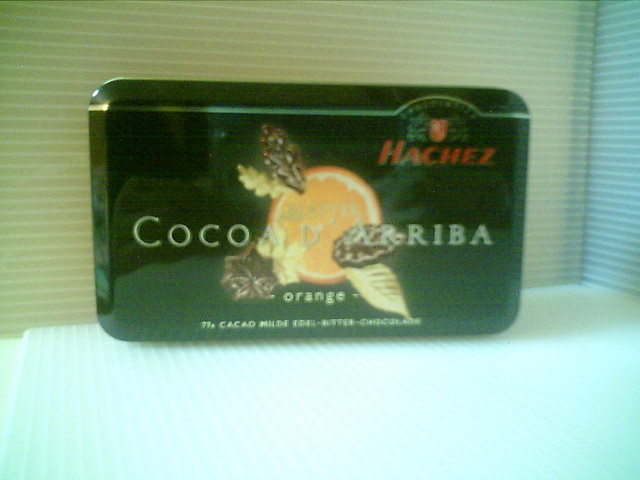 HACHEZ
COCOA D'ARRIBA
- orange -
77% CACAO MILDE EDEL-BITTER-CHOCOLADE